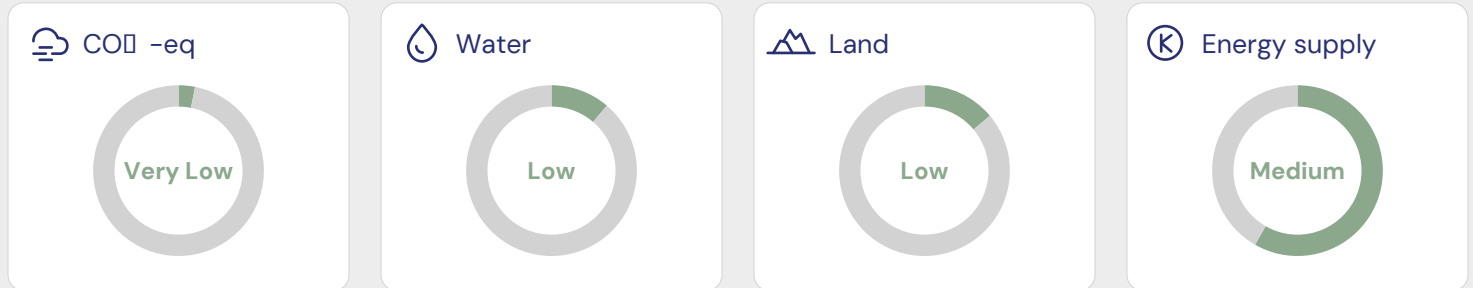 CO▯ -eq
Very Low
Water
Low
Land
Low
Energy supply
Medium